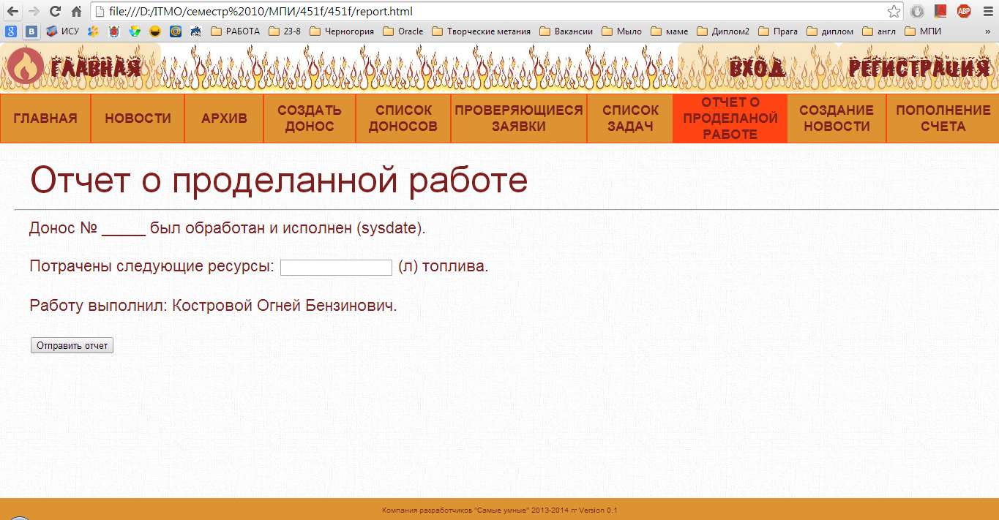 file:///D:/ITMO/семестр%2010/МПИ/451f/451f/report.html
ИСУ РАБОТА 23-8 Черногория Oracle Творческие метания Вакансии Мыло маме Диплом2 Прага диплом англ МПИ »
ГЛАВНАЯ ВХОД РЕГИСТРАЦИЯ
ГЛАВНАЯ
НОВОСТИ
АРХИВ
СОЗДАТЬ
ДОНОС
СПИСОК
ДОНОСОВ
ПРОВЕРЯЮЩИЕСЯ
ЗАЯВКИ
СПИСОК
ЗАДАЧ
ОТЧЕТ О
ПРОДЕЛАНОЙ
РАБОТЕ
СОЗДАНИЕ
НОВОСТИ
ПОПОЛНЕНИЕ
СЧЕТА
Отчет о проделанной работе
Донос № _____ был обработан и исполнен (sysdate).
Потрачены следующие ресурсы: (л) топлива.
Работу выполнил: Костровой Огней Бензинович.
Отправить отчет
Компания разработчиков "Самые умные" 2013-2014 гг Version 0.1